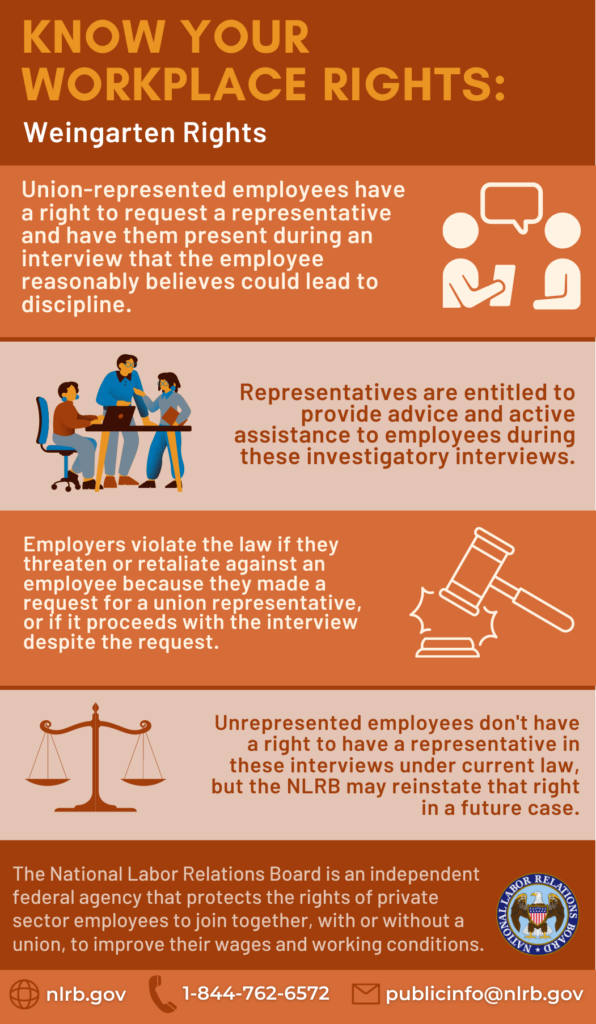 KNOW YOUR
WORKPLACE RIGHTS:
Weingarten Rights
Union-represented employees have
a right to request a representative
and have them present during an
interview that the employee
reasonably believes could lead to
discipline.
Representatives are entitled to
provide advice and active
assistance to employees during
these investigatory interviews.
Employers violate the law if they
threaten or retaliate against an
employee because they made a
request for a union representative,
or if it proceeds with the interview
despite the request.
Unrepresented employees don't have
a right to have a representative in
these interviews under current law,
but the NLRB may reinstate that right
in a future case.
The National Labor Relations Board is an independent
federal agency that protects the rights of private
sector employees to join together, with or without a
union, to improve their wages and working conditions.
NATIONAL LABOR RELATIONS BOARD
nlrb.gov
1-844-762-6572
publicinfo@nlrb.gov